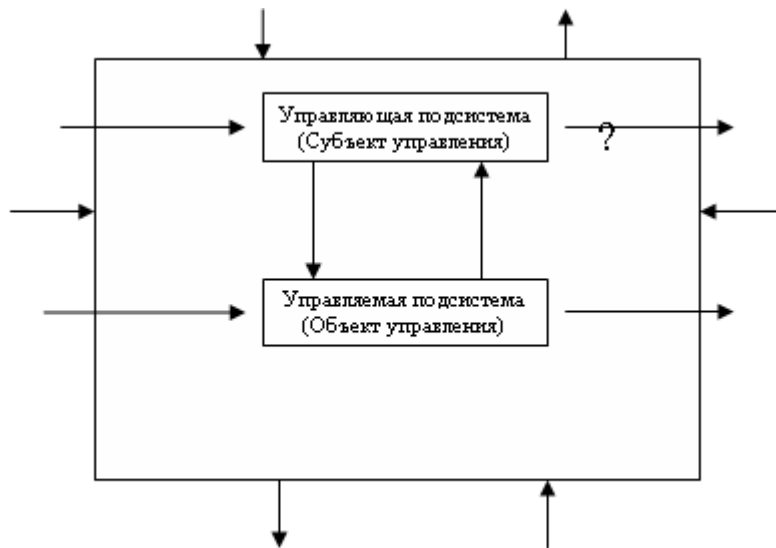 Управляющая подсистема
(Субъект управления)
?
Управляемая подсистема
(Объект управления)